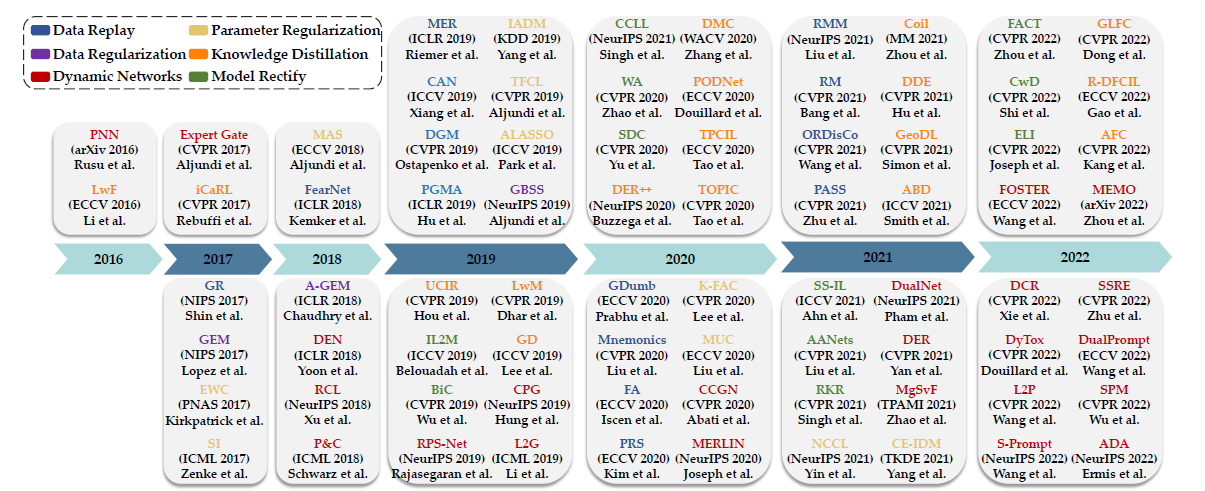 Data Replay
Parameter Regularization
Data Regularization
Knowledge Distillation
Dynamic Networks
Model Rectify
PNN
(arXiv 2016)
Rusu et al.
LwF
(ECCV 2016)
Li et al.
Expert Gate
(CVPR 2017)
Aljundi et al.
iCaRL
(CVPR 2017)
Rebuffi et al.
MAS
(ECCV 2018)
Aljundi et al.
FearNet
(ICLR 2018)
Kemker et al.
MER
(ICLR 2019)
Riemer et al.
CAN
(ICCV 2019)
Xiang et al.
DGM
(CVPR 2019)
Ostapenko et al.
PGMA
(ICLR 2019)
Hu et al.
IADM
(KDD 2019)
Yang et al.
TFCL
(CVPR 2019)
Aljundi et al.
ALASSO
(ICCV 2019)
Park et al.
GBSS
(NeurIPS 2019)
Aljundi et al.
CCLL
(NeurIPS 2021)
Singh et al.
WA
(CVPR 2020)
Zhao et al.
SDC
(CVPR 2020)
Yu et al.
DER++
(NeurIPS 2020)
Buzzega et al.
DMC
(WACV 2020)
Zhang et al.
PODNet
(ECCV 2020)
Douillard et al.
TPCIL
(ECCV 2020)
Tao et al.
TOPIC
(CVPR 2020)
Tao et al.
RMM
(NeurIPS 2021)
Liu et al.
RM
(CVPR 2021)
Bang et al.
ORDisCo
(CVPR 2021)
Wang et al.
PASS
(CVPR 2021)
Zhu et al.
Coil
(MM 2021)
Zhou et al.
DDE
(CVPR 2021)
Hu et al.
GeoDL
(CVPR 2021)
Simon et al.
ABD
(ICCV 2021)
Smith et al.
FACT
(CVPR 2022)
Zhou et al.
CwD
(CVPR 2022)
Shi et al.
ELI
(CVPR 2022)
Joseph et al.
FOSTER
(ECCV 2022)
Wang et al.
GLFC
(CVPR 2022)
Dong et al.
R-DFCIL
(ECCV 2022)
Gao et al.
AFC
(CVPR 2022)
Kang et al.
MEMO
(arXiv 2022)
Zhou et al.
2016
2017
2018
2019
2020
2021
2022
GR
(NIPS 2017)
Shin et al.
GEM
(NIPS 2017)
Lopez et al.
EWC
(PNAS 2017)
Kirkpatrick et al.
SI
(ICML 2017)
Zenke et al.
A-GEM
(ICLR 2018)
Chaudhry et al.
DEN
(ICLR 2018)
Yoon et al.
RCL
(NeurIPS 2018)
Xu et al.
P&C
(ICML 2018)
Schwarz et al.
UCIR
(CVPR 2019)
Hou et al.
IL2M
(ICCV 2019)
Belouadah et al.
BiC
(CVPR 2019)
Wu et al.
RPS-Net
(NeurIPS 2019)
Rajasegaran et al.
LwM
(CVPR 2019)
Dhar et al.
GD
(ICCV 2019)
Lee et al.
CPG
(NeurIPS 2019)
Hung et al.
L2G
(ICML 2019)
Li et al.
GDumb
(ECCV 2020)
Prabhu et al.
Mnemonics
(CVPR 2020)
Liu et al.
FA
(ECCV 2020)
Iscen et al.
PRS
(ECCV 2020)
Kim et al.
K-FAC
(CVPR 2020)
Lee et al.
MUC
(ECCV 2020)
Liu et al.
CCGN
(CVPR 2020)
Abati et al.
MERLIN
(NeurIPS 2020)
Joseph et al.
SS-IL
(ICCV 2021)
Ahn et al.
AANets
(CVPR 2021)
Liu et al.
RKR
(CVPR 2021)
Singh et al.
NCCL
(NeurIPS 2021)
Yin et al.
DualNet
(NeurIPS 2021)
Pham et al.
DER
(CVPR 2021)
Yan et al.
MgSvF
(TPAMI 2021)
Zhao et al.
CE-IDM
(TKDE 2021)
Yang et al.
DCR
(CVPR 2022)
Xie et al.
DyTox
(CVPR 2022)
Douillard et al.
L2P
(CVPR 2022)
Wang et al.
S-Prompt
(NeurIPS 2022)
Wang et al.
SSRE
(CVPR 2022)
Zhu et al.
DualPrompt
(ECCV 2022)
Wang et al.
SPM
(CVPR 2022)
Wu et al.
ADA
(NeurIPS 2022)
Ermis et al.